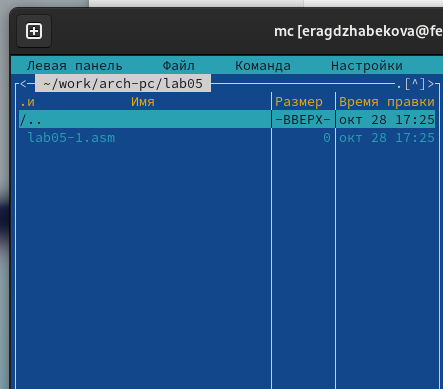 mc [eragdzhabekova@fe
Левая панель Файл Команда Настройки
<— ~/work/arch-pc/lab05 .[^]>
.и Имя Размер Время правки
/.. -ВВЕРХ- окт 28 17:25
lab05-1.asm 0 окт 28 17:25